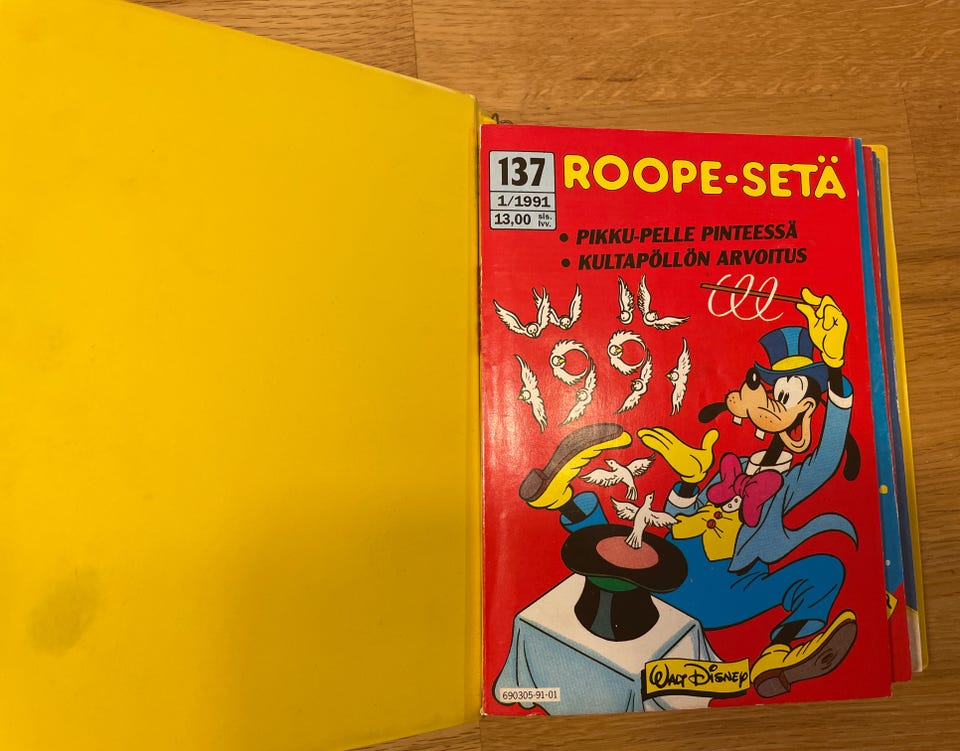 137
1/1991
13,00 sis. lvv.
ROOPE-SETÄ
• PIKKU-PELLE PINTEESSÄ
• KULTAPÖLLÖN ARVOITUS
1991
WALT DISNEY
690305-91-01